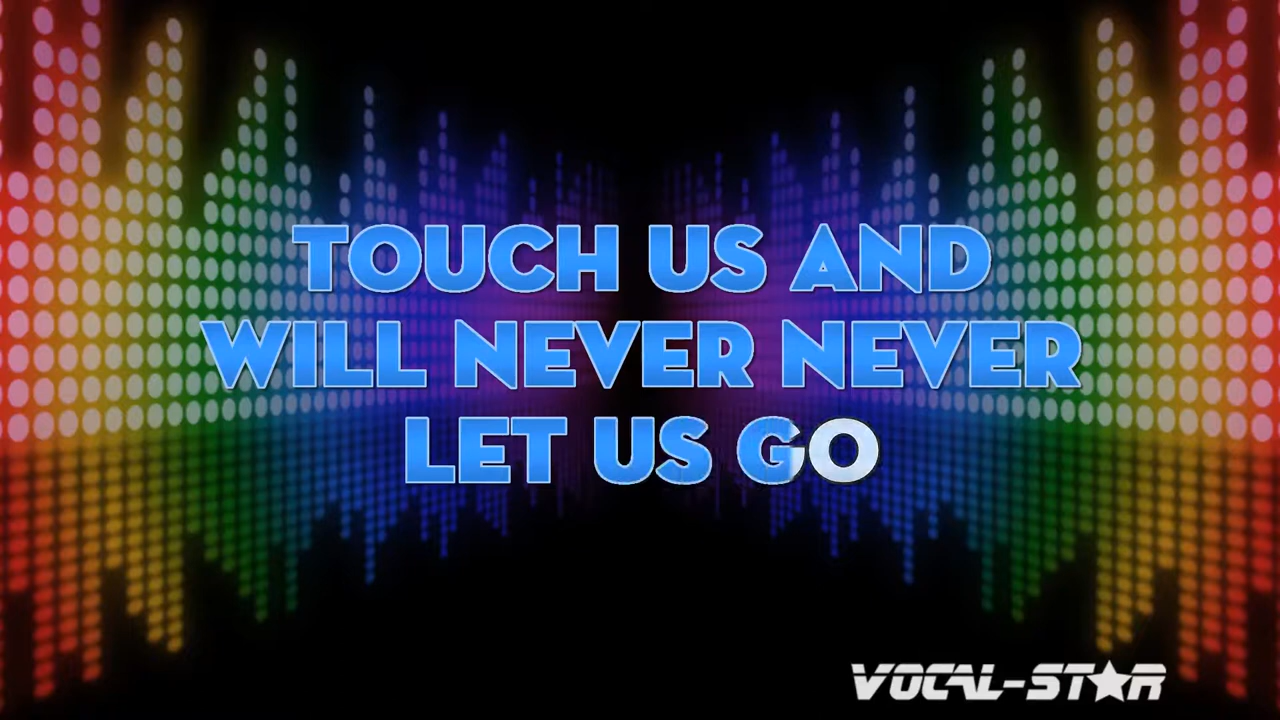 TOUCH US AND
WILL NEVER NEVER
LET US GO
VOCAL-STAR